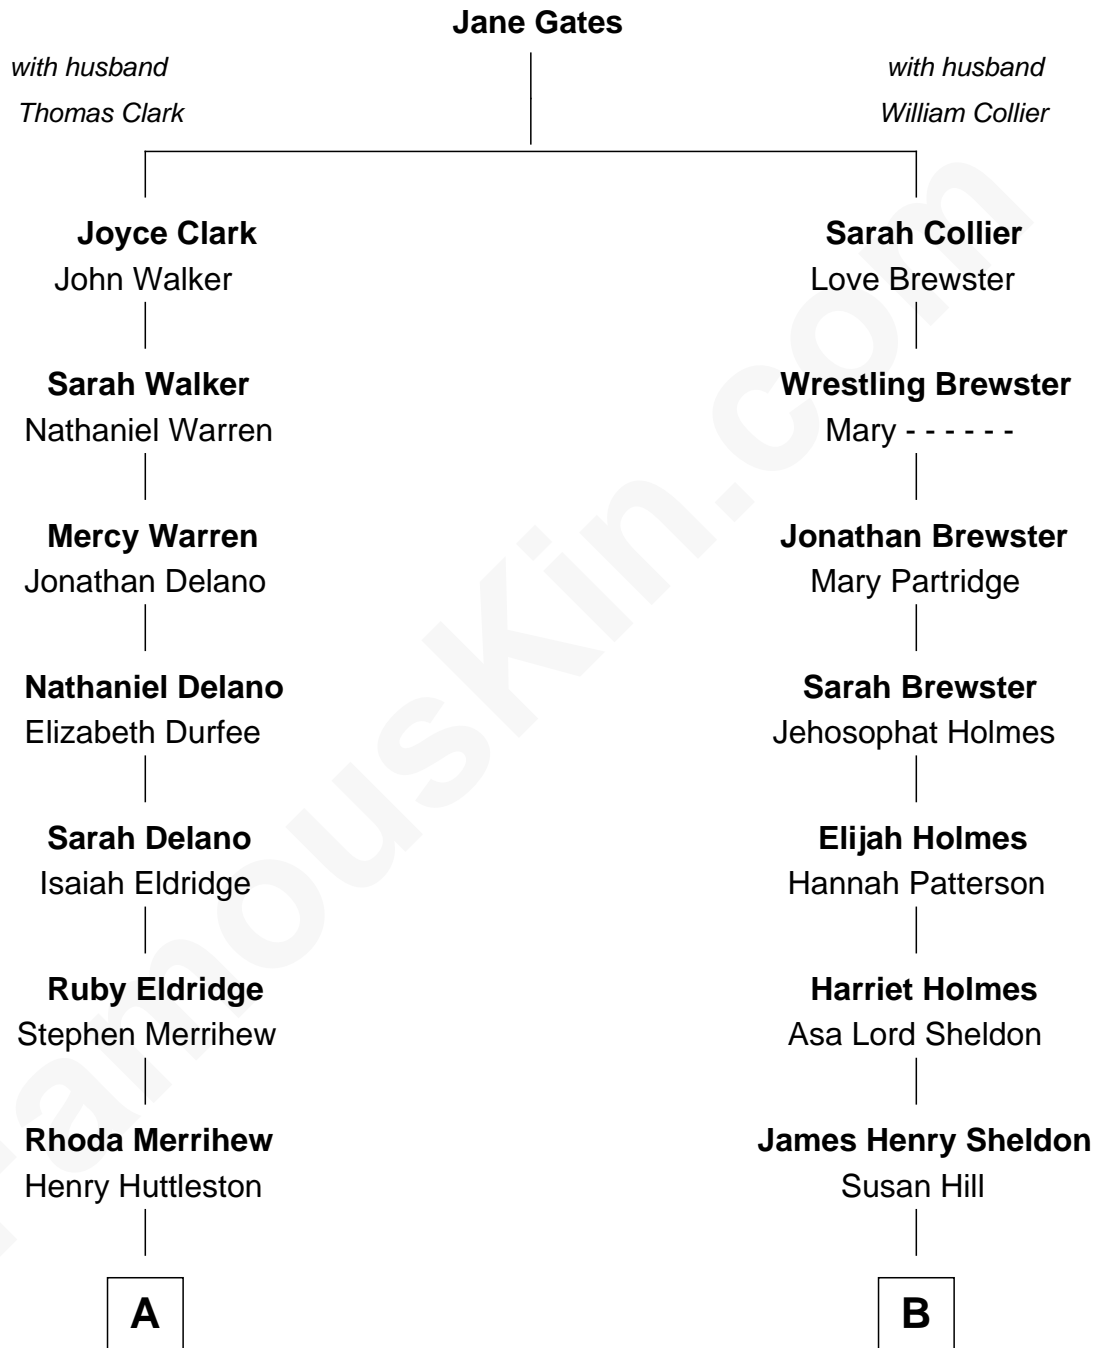 Jane Gates
with husband
Thomas Clark
with husband
William Collier
Joyce Clark
John Walker
Sarah Collier
Love Brewster
Sarah Walker
Nathaniel Warren
Wrestling Brewster
Mary - - - - - -
Mercy Warren
Jonathan Delano
Jonathan Brewster
Mary Partridge
Nathaniel Delano
Elizabeth Durfee
Sarah Brewster
Jehosophat Holmes
Sarah Delano
Isaiah Eldridge
Elijah Holmes
Hannah Patterson
Ruby Eldridge
Stephen Merrihew
Harriet Holmes
Asa Lord Sheldon
Rhoda Merrihew
Henry Huttleston
James Henry Sheldon
Susan Hill
A
B
FamousKin.com